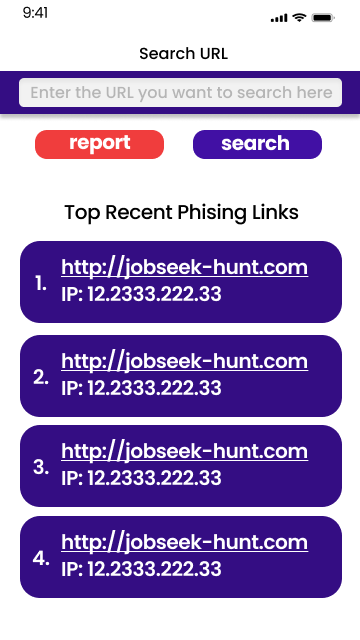 9:41
Search URL
Enter the URL you want to search here
report
search
Top Recent Phising Links
1.
http://jobseek-hunt.com
IP: 12.2333.222.33
2.
http://jobseek-hunt.com
IP: 12.2333.222.33
3.
http://jobseek-hunt.com
IP: 12.2333.222.33
4.
http://jobseek-hunt.com
IP: 12.2333.222.33